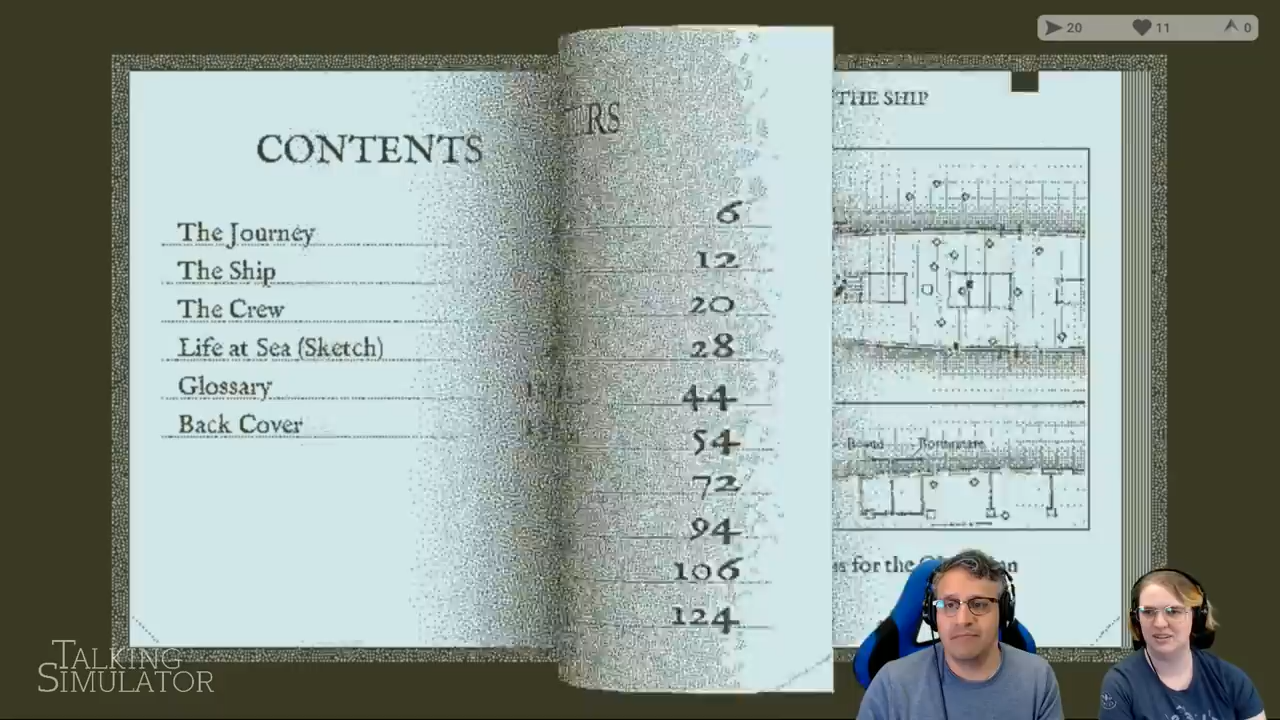 20
11
0
CONTENTS
The Journey
The Ship
The Crew
Life at Sea (Sketch)
Glossary
Back Cover
6
12
20
28
44
54
72
94
106
124
THE SHIP
TALKING
SIMULATOR